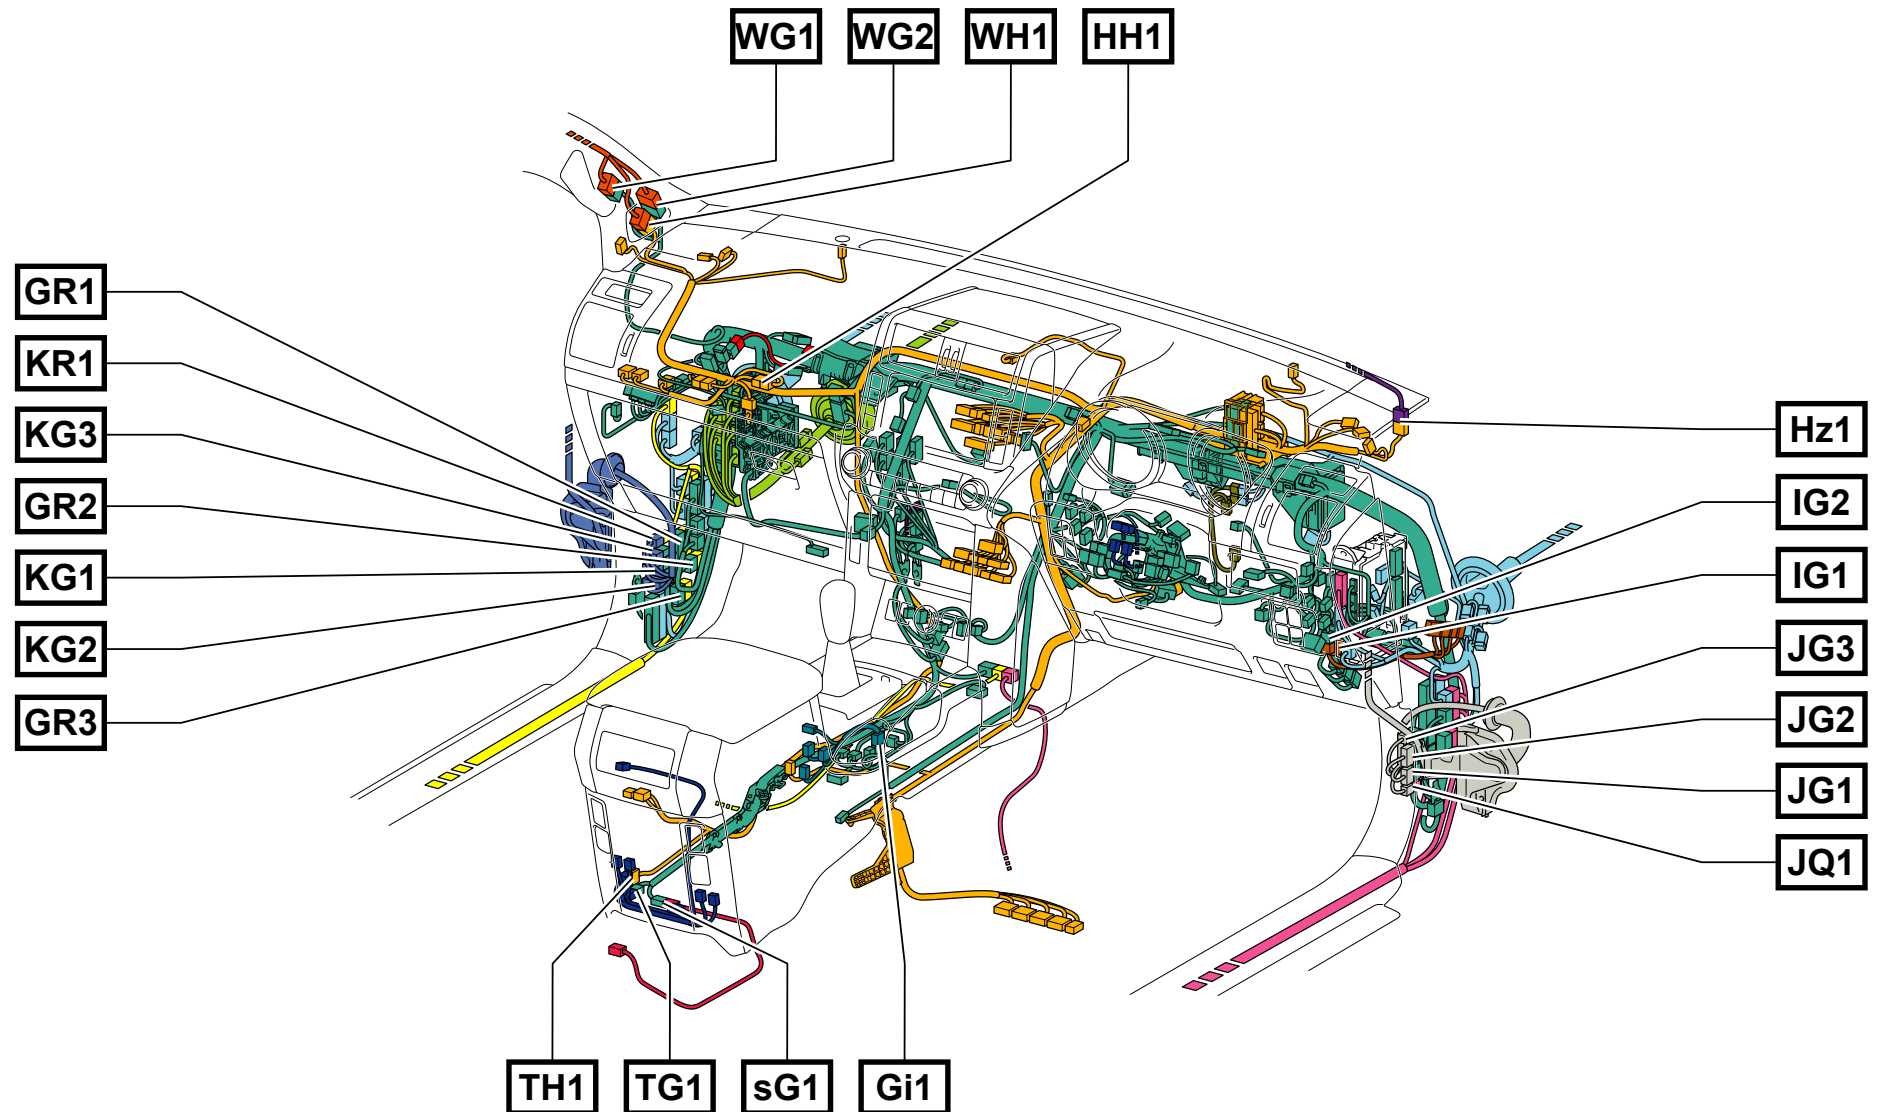 WG1 WG2 WH1 HH1
GR1
KR1
KG3
GR2
KG1
KG2
GR3
Hz1
IG2
IG1
JG3
JG2
JG1
JQ1
TH1 TG1 sG1 Gi1